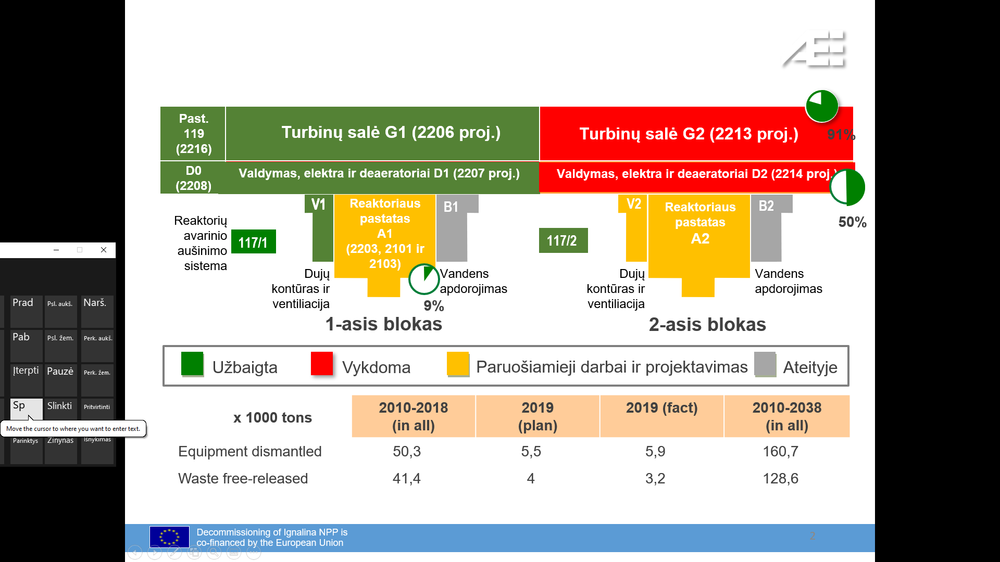 Past.
119
(2216)
Turbinų salė G1 (2206 proj.)
Turbinų salė G2 (2213 proj.)
91%
D0
(2208)
Valdymas, elektra ir deaeratoriai D1 (2207 proj.)
Valdymas, elektra ir deaeratoriai D2 (2214 proj.)
50%
Reaktorių
avarinio
aušinimo
sistema
117/1
V1
Reaktoriaus
pastatas
A1
(2203, 2101 ir
2103)
B1
Dujų
kontūras ir
ventiliacija
Vandens
apdorojimas
9%
1-asis blokas
117/2
V2
Reaktoriaus
pastatas
A2
B2
Dujų
kontūras ir
ventiliacija
Vandens
apdorojimas
2-asis blokas
Užbaigta
Vykdoma
Paruošiamieji darbai ir projektavimas
Ateityje
x 1000 tons
2010-2018
(in all)
2019
(plan)
2019 (fact)
2010-2038
(in all)
Equipment dismantled 50,3 5,5 5,9 160,7
Waste free-released 41,4 4 3,2 128,6
Decommissioning of Ignalina NPP is
co-financed by the European Union
2
Prad Psl. aukš. Narš.
Pab Psl. žem. Perk. aukš.
Įterpti Pauzė Perk. žem.
Sp Slinkti Pritvirtinti
Move the cursor to where you want to enter text.
Parinktys Žinynas Išnykimas